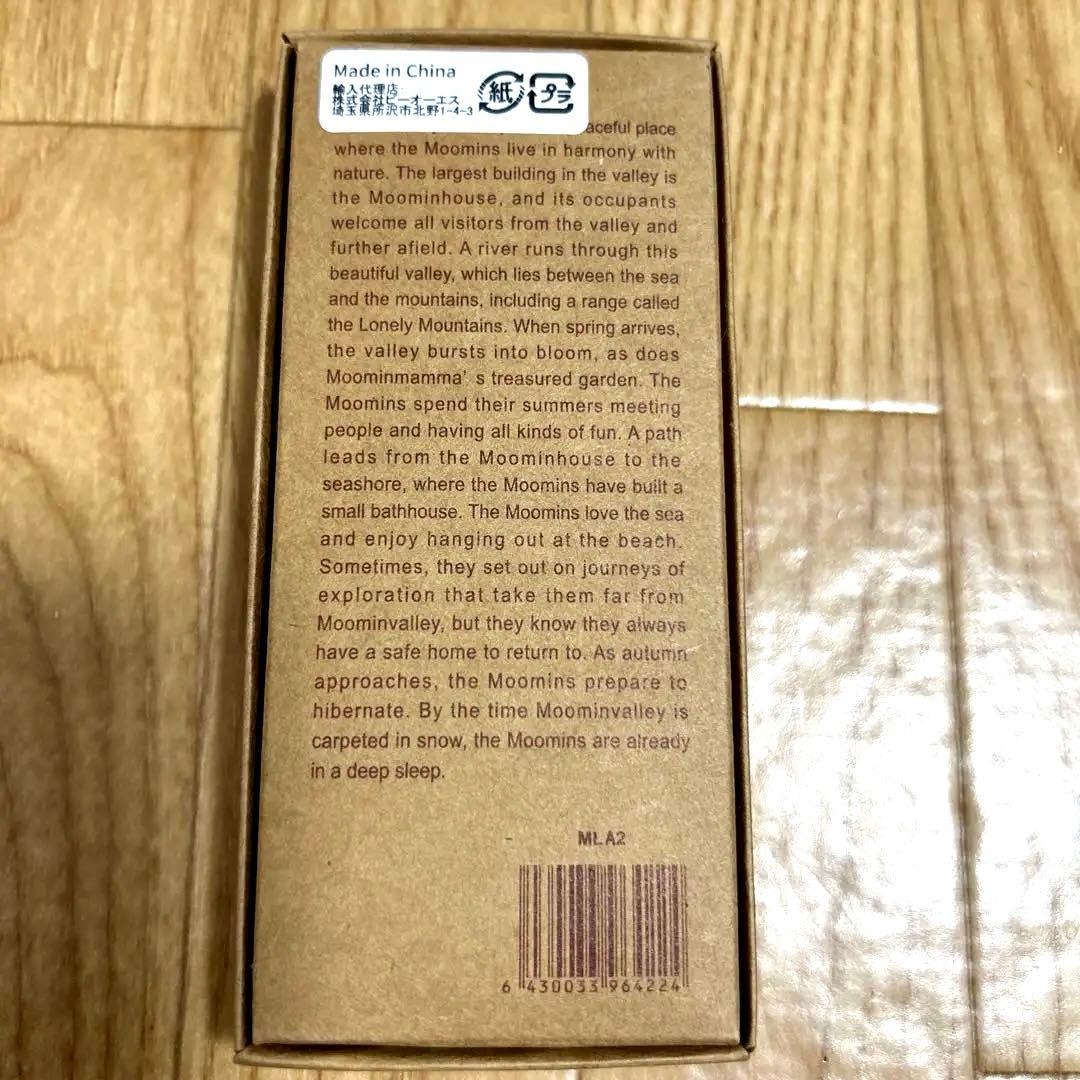 Made in China
輸入代理店
株式会社ビーオーエス
埼玉県所沢市北野1-4-3
紙
プラ
aceful place
where the Moomins live in harmony with
nature. The largest building in the valley is
the Moominhouse, and its occupants
welcome all visitors from the valley and
further afield. A river runs through this
beautiful valley, which lies between the sea
and the mountains, including a range called
the Lonely Mountains. When spring arrives,
the valley bursts into bloom, as does
Moominmamma' s treasured garden. The
Moomins spend their summers meeting
people and having all kinds of fun. A path
leads from the Moominhouse to the
seashore, where the Moomins have built a
small bathhouse. The Moomins love the sea
and enjoy hanging out at the beach.
Sometimes, they set out on journeys of
exploration that take them far from
Moominvalley, but they know they always
have a safe home to return to. As autumn
approaches, the Moomins prepare to
hibernate. By the time Moominvalley is
carpeted in snow, the Moomins are already
in a deep sleep.
MLA2
6 430033 964224